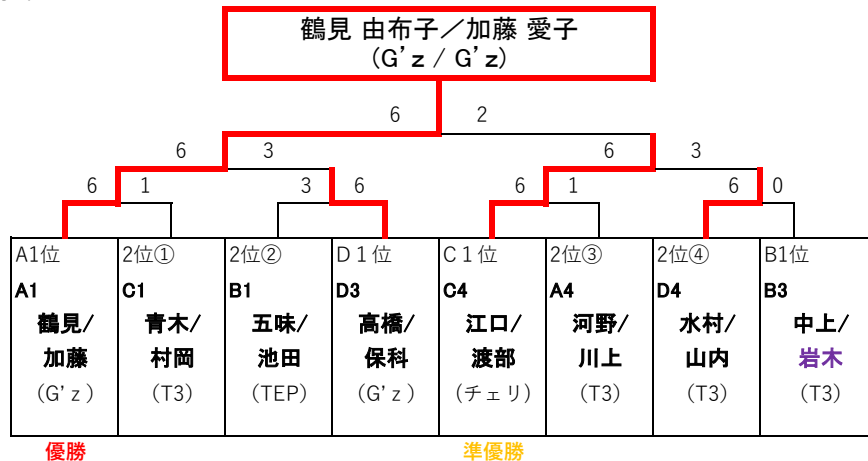 鶴見 由布子／加藤 愛子
(G'z / G'z)
6 2
6 3 6 3
6 1 3 6 6 1 6 0
A1位 2位① 2位② D１位 C１位 2位③ 2位④ B1位
A1 C1 B1 D3 C4 A4 D4 B3
鶴見/ 青木/ 五味/ 高橋/ 江口/ 河野/ 水村/ 中上/
加藤 村岡 池田 保科 渡部 川上 山内 岩木
(G'z) (T3) (TEP) (G'z) (チェリ) (T3) (T3) (T3)
優勝 準優勝